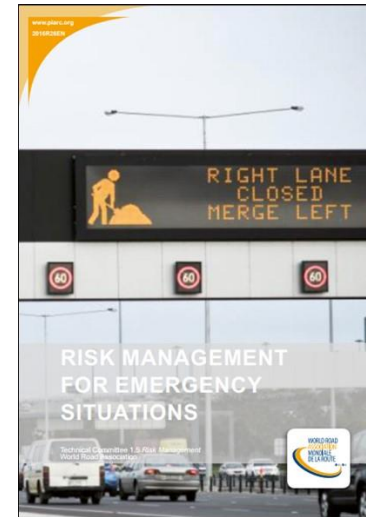 www.piarc.org
2016R26EN
RIGHT LANE
CLOSED
MERGE LEFT
60
60
60
RISK MANAGEMENT
FOR EMERGENCY
SITUATIONS
Technical Committee 1.5 Risk Management
World Road Association
WORLD ROAD
ASSOCIATION
MONDIALE
DE LA ROUTE